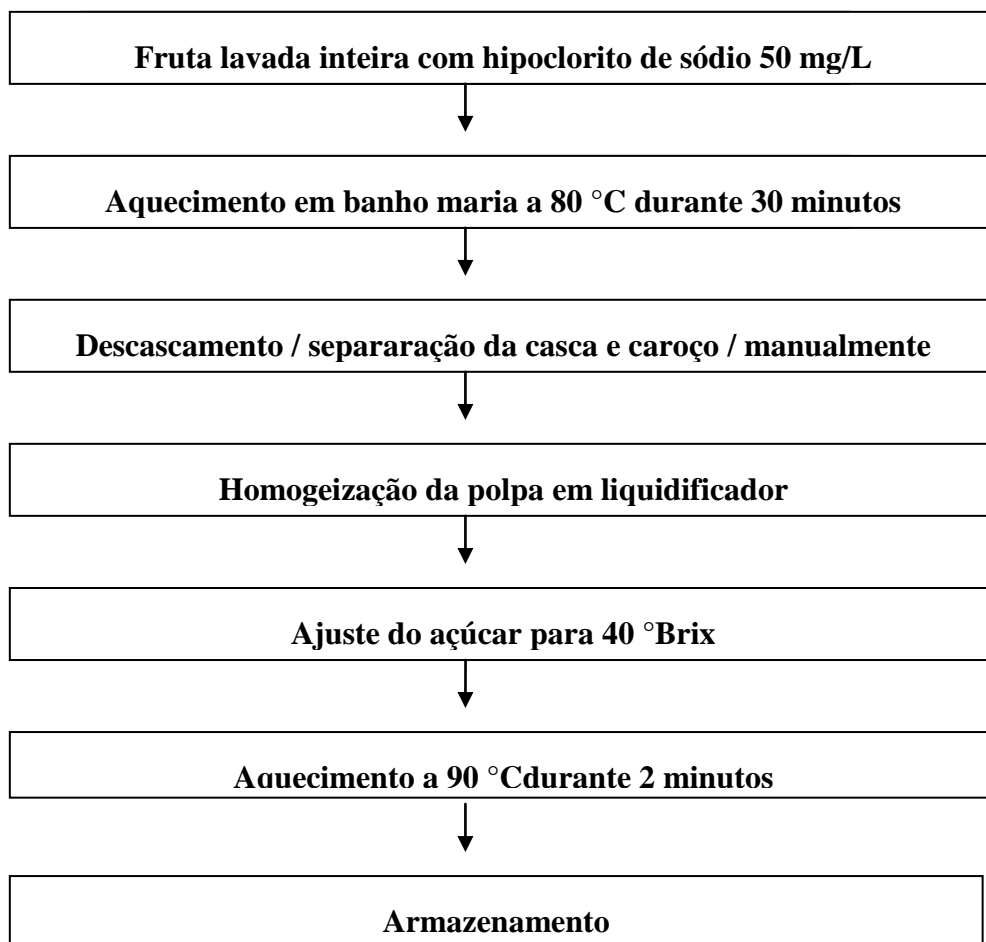 Fruta lavada inteira com hipoclorito de sódio 50 mg/L
Aquecimento em banho maria a 80 °C durante 30 minutos
Descascamento / separaração da casca e caroço / manualmente
Homogeização da polpa em liquidificador
Ajuste do açúcar para 40 °Brix
Aquecimento a 90 °Cdurante 2 minutos
Armazenamento